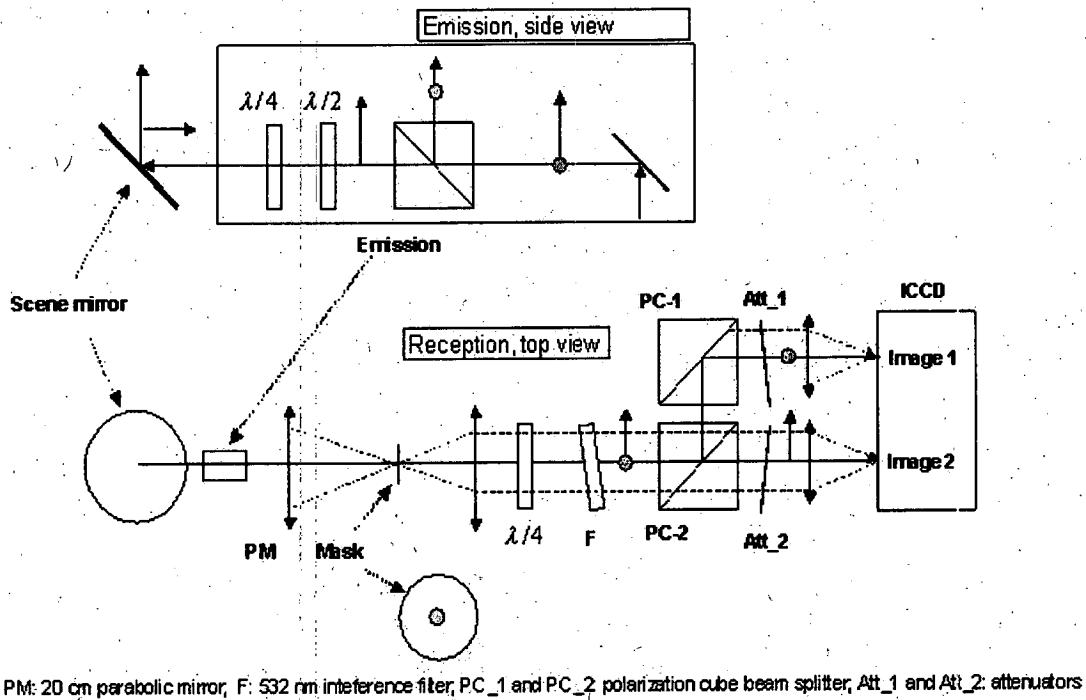 Emission, side view
λ/4
λ/2
Emission
Scene mirror
PC-1
Att_1
ICCD
Reception, top view
Image 1
Image 2
λ/4
F
PC-2
Att_2
PM
Mask
PM: 20 cm parabolic mirror, F: 532 nm inteference filter, PC_1 and PC_2 polarization cube beam splitter, Att_1 and Att_2: attenuators